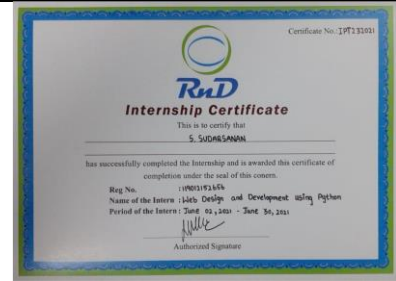 Certificate No.: IPT232021
RnD
Internship Certificate
This is to certify that
S. SUDARSANAN
has successfully completed the Internship and is awarded this certificate of
completion under the seal of this conern.
Reg No. :
Name of the Intern : Web Design and Development using Python
Period of the Intern : June 02, 2021 - June 30, 2021
Authorized Signature